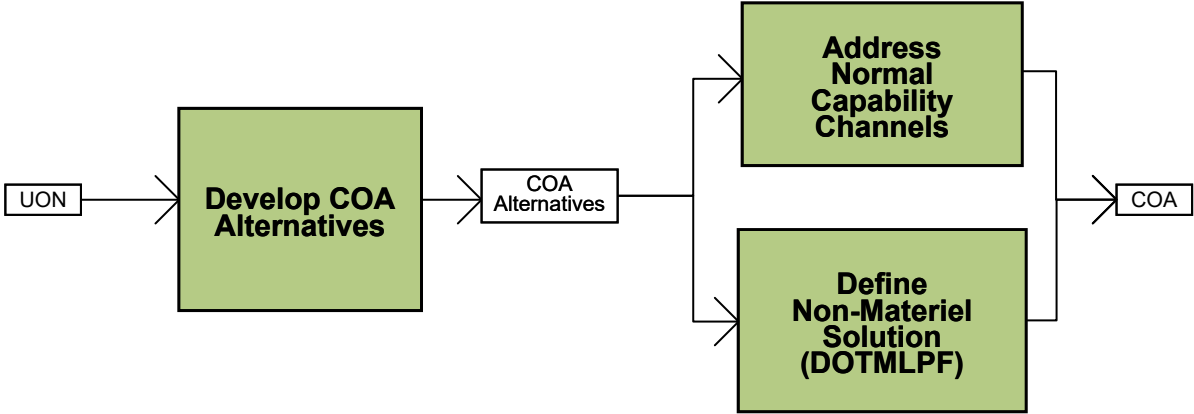 UON
Develop COA
Alternatives
COA
Alternatives
Address
Normal
Capability
Channels
Define
Non-Materiel
Solution
(DOTMLPF)
COA